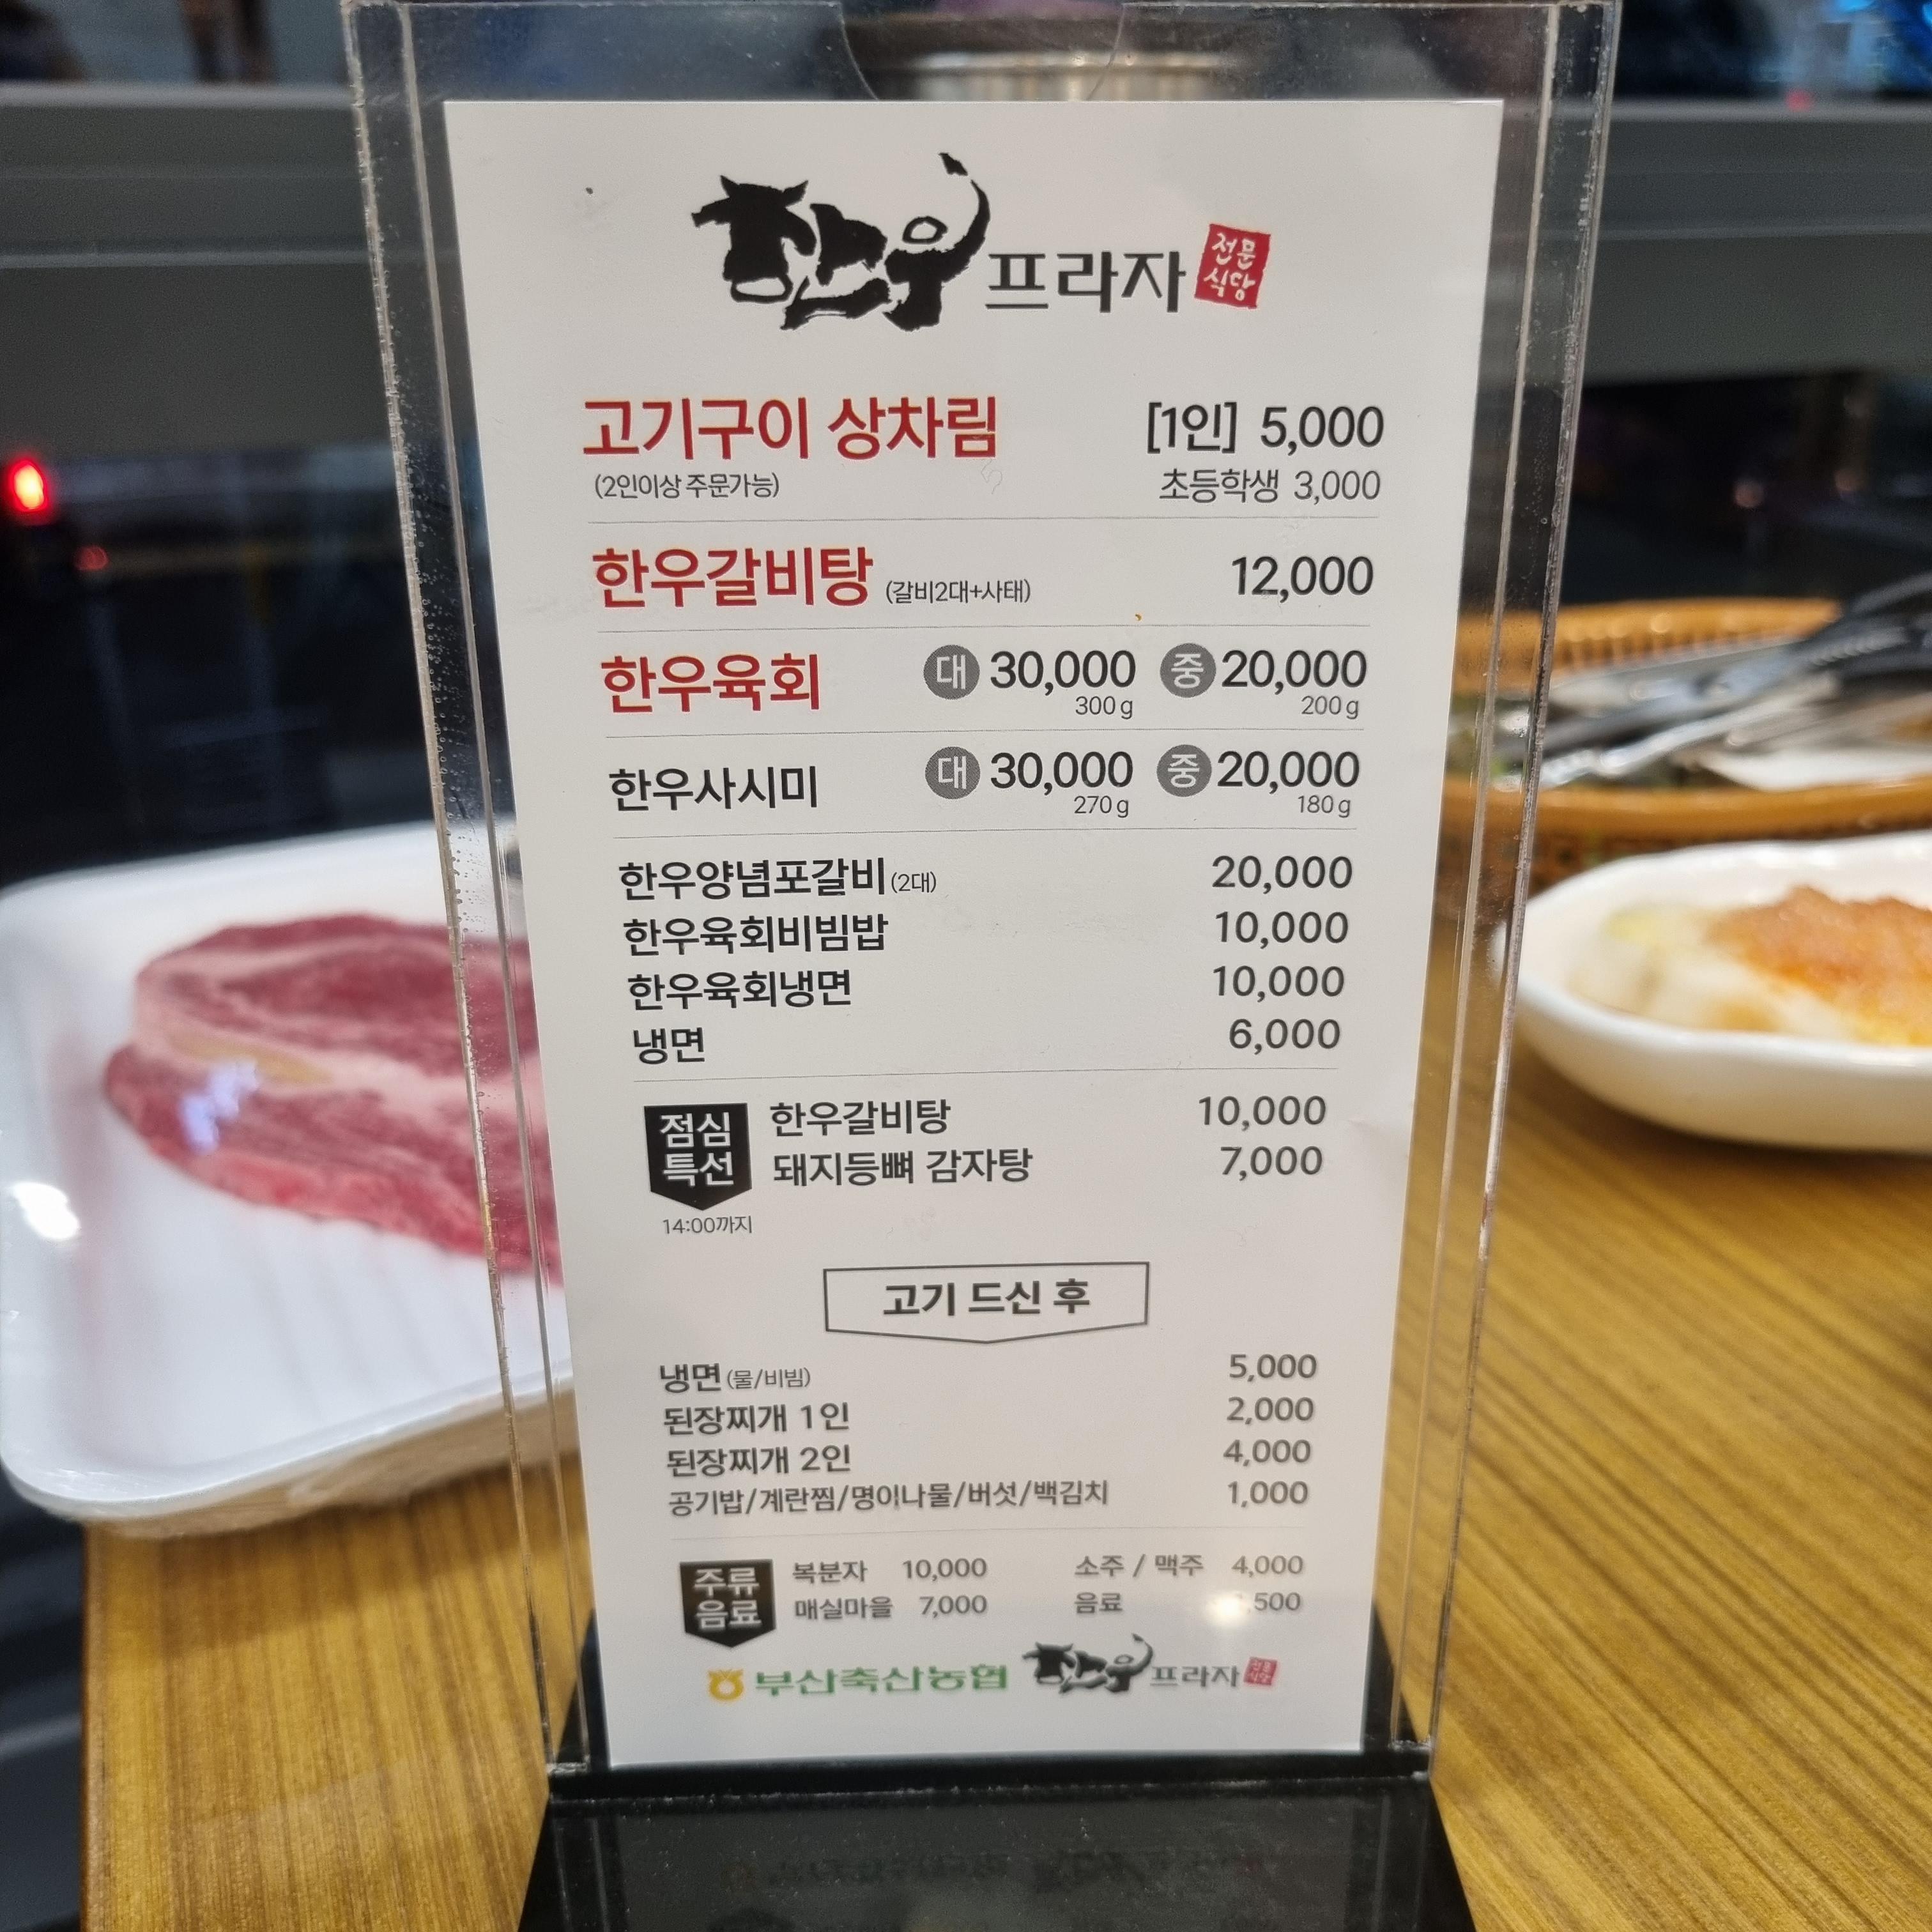 한우프라자 전문식당
고기구이 상차림 [1인] 5,000
(2인이상 주문가능) 초등학생 3,000
한우갈비탕 (갈비2대+사태) 12,000
한우육회 대 30,000 중 20,000
300g 200g
한우사시미 대 30,000 중 20,000
270g 180g
한우양념포갈비 (2대) 20,000
한우육회비빔밥 10,000
한우육회냉면 10,000
냉면 6,000
점심특선 한우갈비탕 10,000
돼지등뼈 감자탕 7,000
14:00까지
고기 드신 후
냉면 (물/비빔) 5,000
된장찌개 1인 2,000
된장찌개 2인 4,000
공기밥/계란찜/명이나물/버섯/백김치 1,000
주류음료 복분자 10,000 소주 / 맥주 4,000
매실마을 7,000 음료
부산축산농협 한우프라자 전문식당